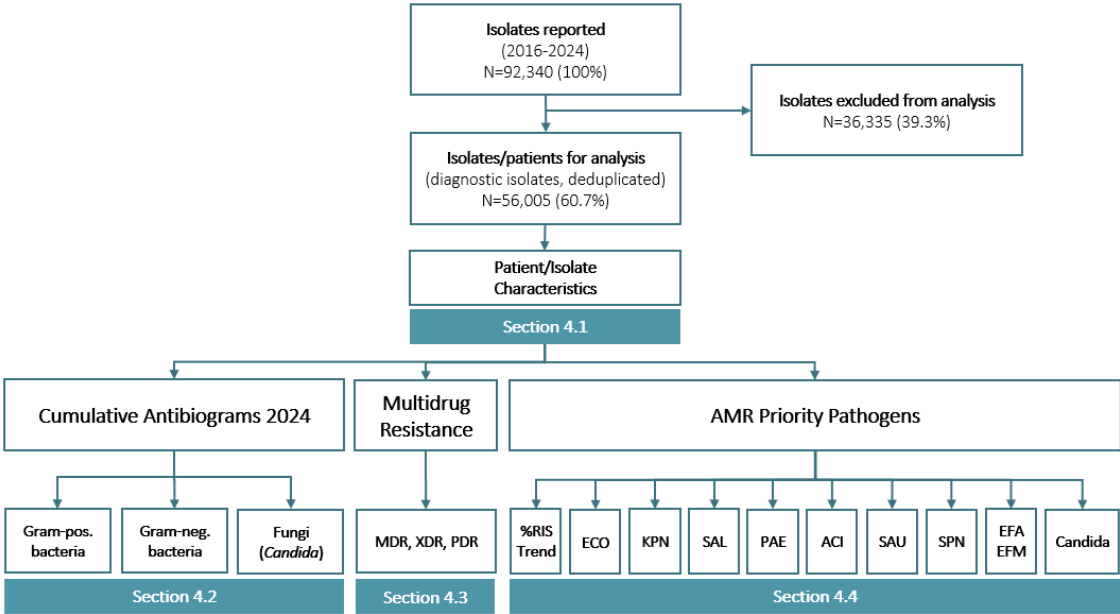 Isolates reported
(2016-2024)
N=92,340 (100%)
Isolates excluded from analysis
N=36,335 (39.3%)
Isolates/patients for analysis
(diagnostic isolates, deduplicated)
N=56,005 (60.7%)
Patient/Isolate
Characteristics
Section 4.1
Cumulative Antibiograms 2024
Multidrug
Resistance
AMR Priority Pathogens
Gram-pos.
bacteria
Gram-neg.
bacteria
Fungi
(Candida)
MDR, XDR, PDR
%RIS
Trend
ECO
KPN
SAL
PAE
ACI
SAU
SPN
EFA
EFM
Candida
Section 4.2
Section 4.3
Section 4.4